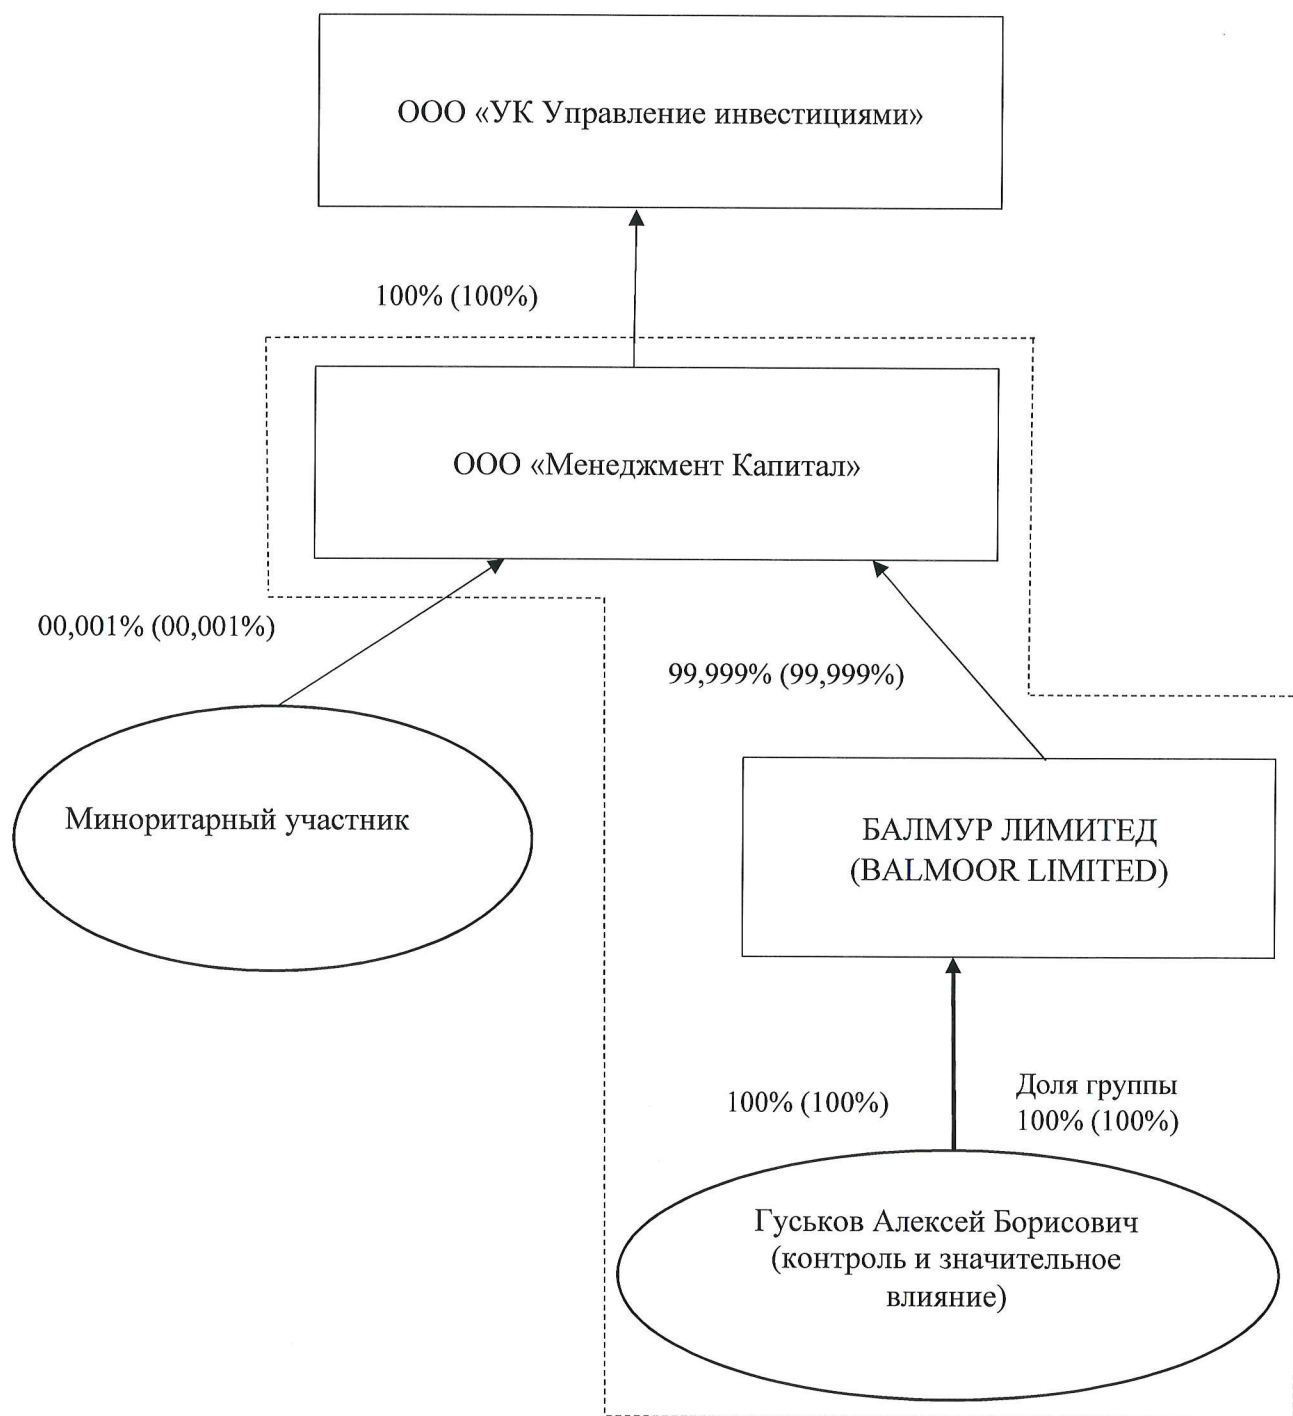 ООО «УК Управление инвестициями»
100% (100%)
ООО «Менеджмент Капитал»
00,001% (00,001%)
99,999% (99,999%)
Миноритарный участник
БАЛМУР ЛИМИТЕД
(BALMOOR LIMITED)
100% (100%)
Доля группы
100% (100%)
Гуськов Алексей Борисович
(контроль и значительное
влияние)